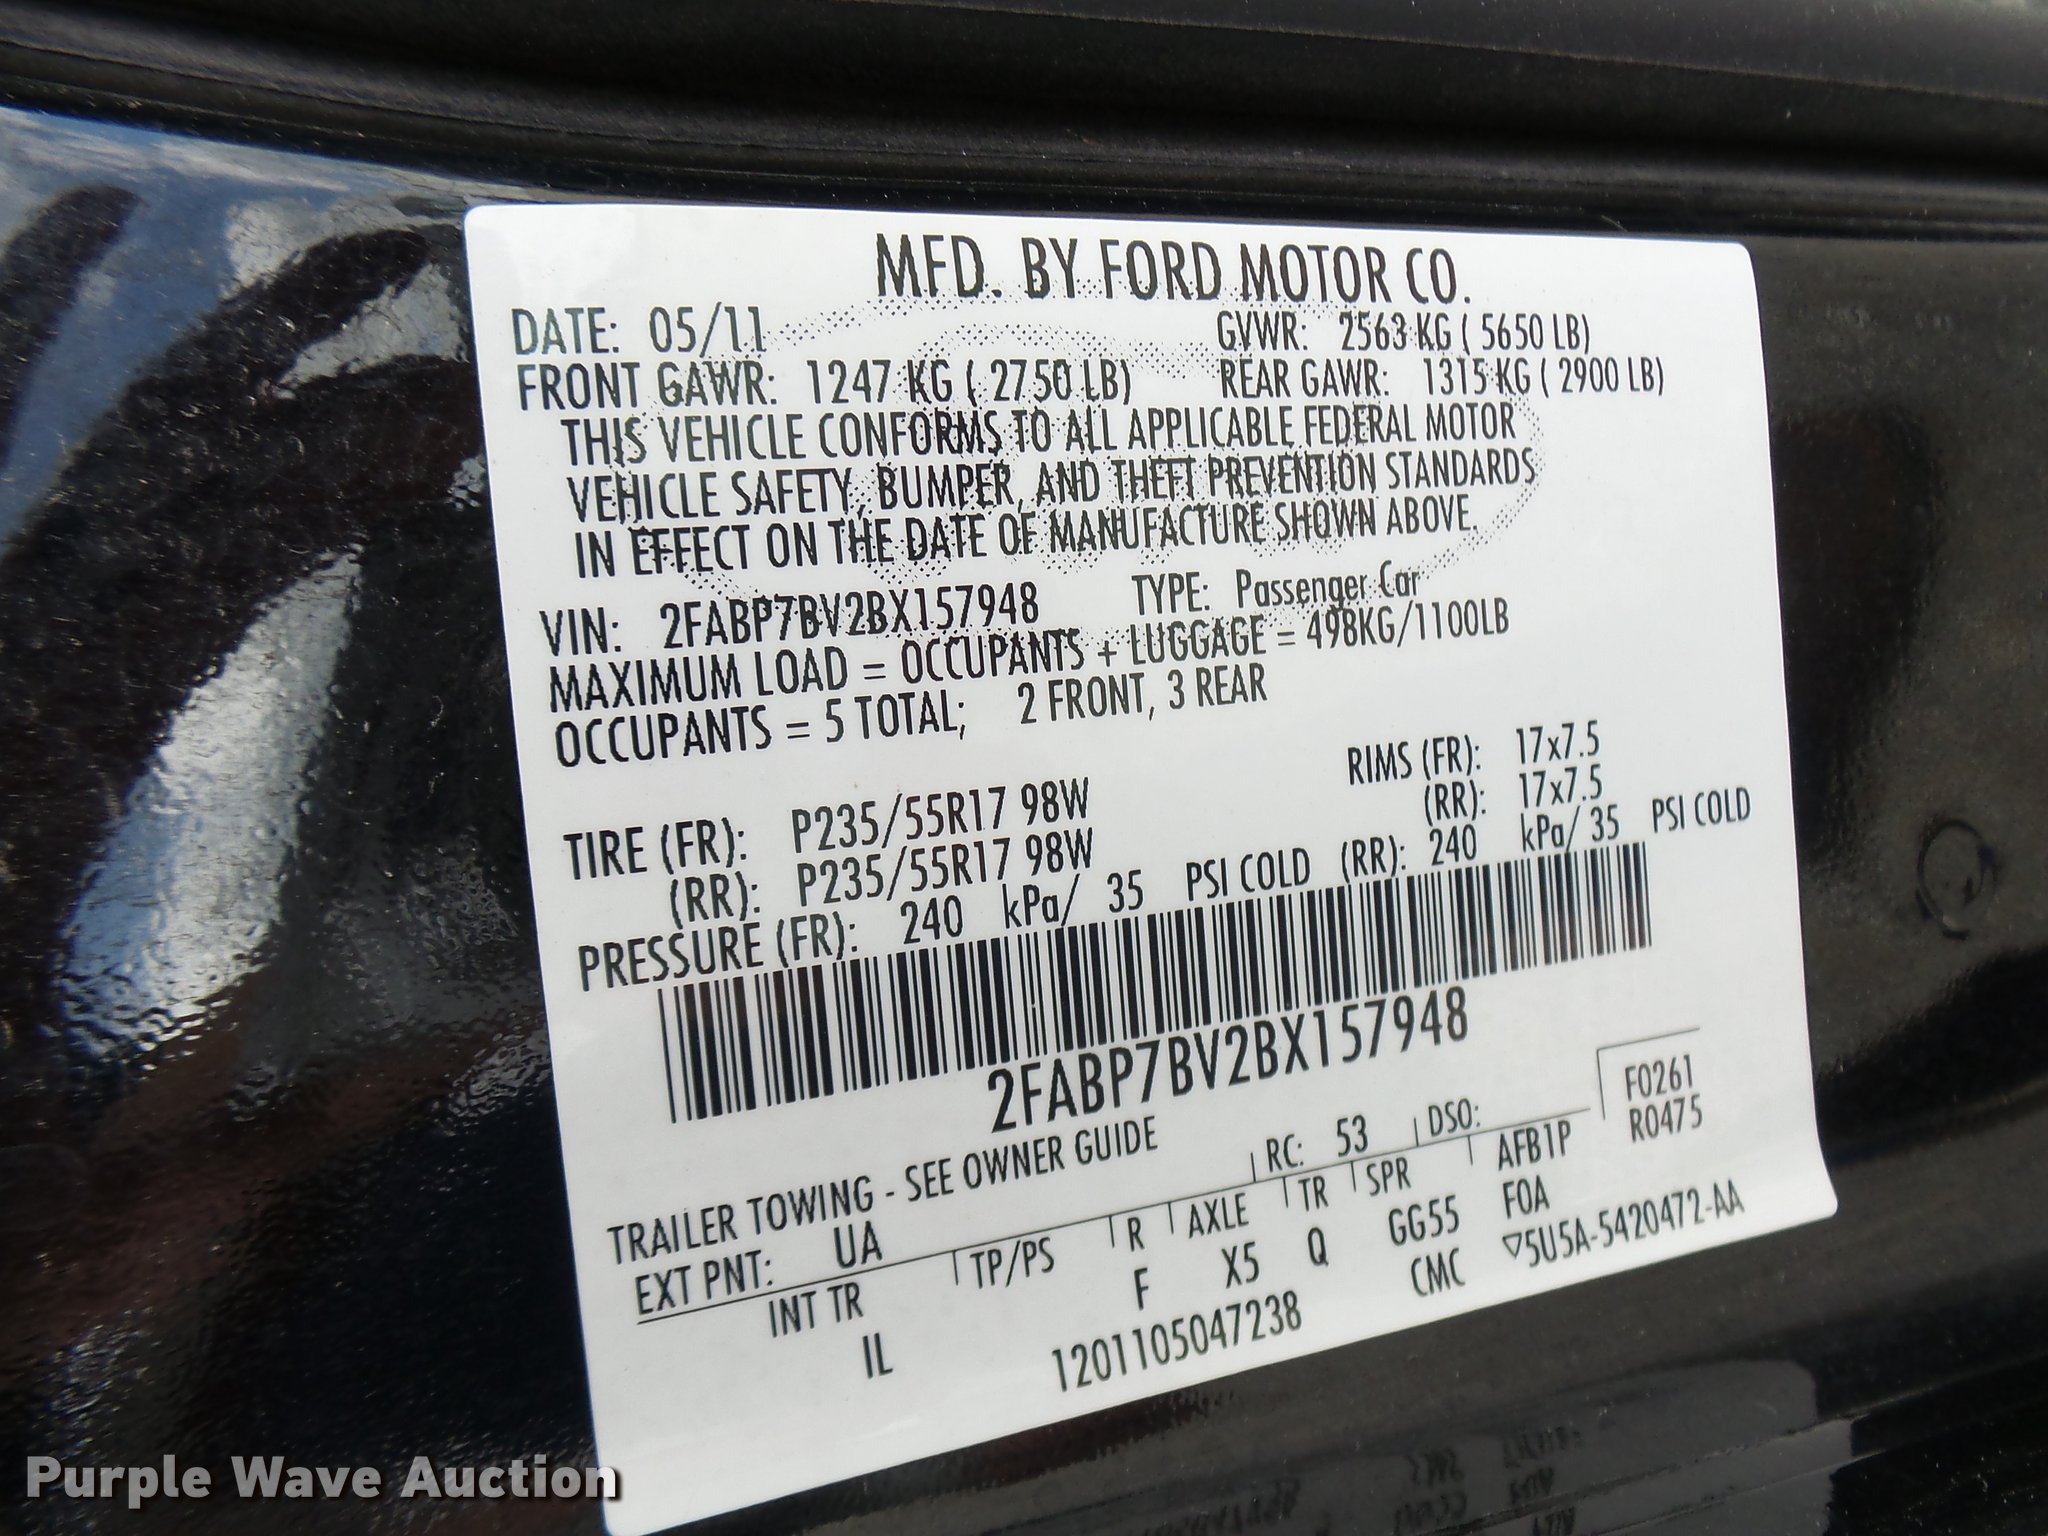 MFD. BY FORD MOTOR CO.
DATE: 05/11 GVWR: 2563 KG ( 5650 LB)
FRONT GAWR: 1247 KG ( 2750 LB) REAR GAWR: 1315 KG ( 2900 LB)
THIS VEHICLE CONFORMS TO ALL APPLICABLE FEDERAL MOTOR
VEHICLE SAFETY, BUMPER, AND THEFT PREVENTION STANDARDS
IN EFFECT ON THE DATE OF MANUFACTURE SHOWN ABOVE.
VIN: 2FABP7BV2BX157948 TYPE: Passenger Car
MAXIMUM LOAD = OCCUPANTS + LUGGAGE = 498KG/1100LB
OCCUPANTS = 5 TOTAL; 2 FRONT, 3 REAR
TIRE (FR): P235/55R17 98W RIMS (FR): 17x7.5
(RR): P235/55R17 98W (RR): 17x7.5
PRESSURE (FR): 240 kPa/ 35 PSI COLD (RR): 240 kPa/ 35 PSI COLD
2FABP7BV2BX157948
F0261
R0475
TRAILER TOWING - SEE OWNER GUIDE
EXT PNT: UA RC: 53 DSO:
INT TR TP/PS R AXLE TR SPR AFB1P
IL F X5 Q GG55 F0A
1201105047238 CMC ▽5U5A-5420472-AA
Purple Wave Auction